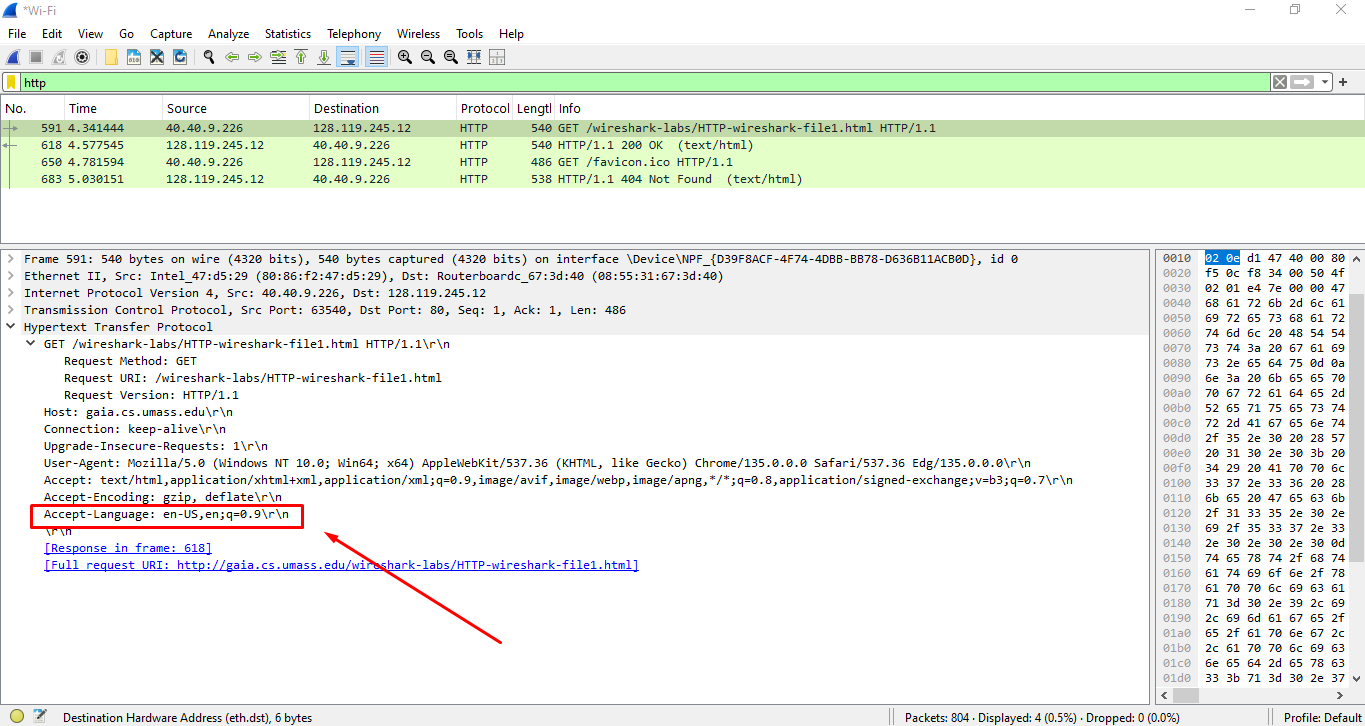 *Wi-Fi
File Edit View Go Capture Analyze Statistics Telephony Wireless Tools Help
http
No. Time Source Destination Protocol Lengtl Info
591 4.341444 40.40.9.226 128.119.245.12 HTTP 540 GET /wireshark-labs/HTTP-wireshark-file1.html HTTP/1.1
618 4.577545 128.119.245.12 40.40.9.226 HTTP 540 HTTP/1.1 200 OK (text/html)
650 4.781594 40.40.9.226 128.119.245.12 HTTP 486 GET /favicon.ico HTTP/1.1
683 5.030151 128.119.245.12 40.40.9.226 HTTP 538 HTTP/1.1 404 Not Found (text/html)
Frame 591: 540 bytes on wire (4320 bits), 540 bytes captured (4320 bits) on interface \Device\NPF_{D39F8ACF-4F74-4DBB-BB78-D636B11ACB0D}, id 0
Ethernet II, Src: Intel_47:d5:29 (80:86:f2:47:d5:29), Dst: Routerboardc_67:3d:40 (08:55:31:67:3d:40)
Internet Protocol Version 4, Src: 40.40.9.226, Dst: 128.119.245.12
Transmission Control Protocol, Src Port: 63540, Dst Port: 80, Seq: 1, Ack: 1, Len: 486
Hypertext Transfer Protocol
GET /wireshark-labs/HTTP-wireshark-file1.html HTTP/1.1\r\n
Request Method: GET
Request URI: /wireshark-labs/HTTP-wireshark-file1.html
Request Version: HTTP/1.1
Host: gaia.cs.umass.edu\r\n
Connection: keep-alive\r\n
Upgrade-Insecure-Requests: 1\r\n
User-Agent: Mozilla/5.0 (Windows NT 10.0; Win64; x64) AppleWebKit/537.36 (KHTML, like Gecko) Chrome/135.0.0.0 Safari/537.36 Edg/135.0.0.0\r\n
Accept: text/html,application/xhtml+xml,application/xml;q=0.9,image/avif,image/webp,image/apng,*/*;q=0.8,application/signed-exchange;v=b3;q=0.7\r\n
Accept-Encoding: gzip, deflate\r\n
Accept-Language: en-US,en;q=0.9\r\n
\r\n
[Response in frame: 618]
[Full request URI: http://gaia.cs.umass.edu/wireshark-labs/HTTP-wireshark-file1.html]
0010 02 0e d1 47 40 00 80
0020 f5 0c f8 34 00 50 4f
0030 02 01 e4 7e 00 00 47
0040 68 61 72 6b 2d 6c 61
0050 69 72 65 73 68 61 72
0060 74 6d 6c 20 48 54 54
0070 73 74 3a 20 67 61 69
0080 73 2e 65 64 75 0d 0a
0090 6e 3a 20 6b 65 65 70
00a0 70 67 72 61 64 65 2d
00b0 52 65 71 75 65 73 74
00c0 72 2d 41 67 65 6e 74
00d0 2f 35 2e 30 20 28 57
00e0 20 31 30 2e 30 3b 20
00f0 34 29 20 41 70 70 6c
0100 33 37 2e 33 36 20 28
0110 6b 65 20 47 65 63 6b
0120 2f 31 33 35 2e 30 2e
0130 69 2f 35 33 37 2e 33
0140 2e 30 2e 30 2e 30 0d
0150 74 65 78 74 2f 68 74
0160 61 74 69 6f 6e 2f 78
0170 61 70 70 6c 69 63 61
0180 71 3d 30 2e 39 2c 69
0190 2c 69 6d 61 67 65 2f
01a0 65 2f 61 70 6e 67 2c
01b0 2c 61 70 70 6c 69 63
01c0 6e 65 64 2d 65 78 63
01d0 33 3b 71 3d 30 2e 37
Destination Hardware Address (eth.dst), 6 bytes
Packets: 804 · Displayed: 4 (0.5%) · Dropped: 0 (0.0%)
Profile: Default